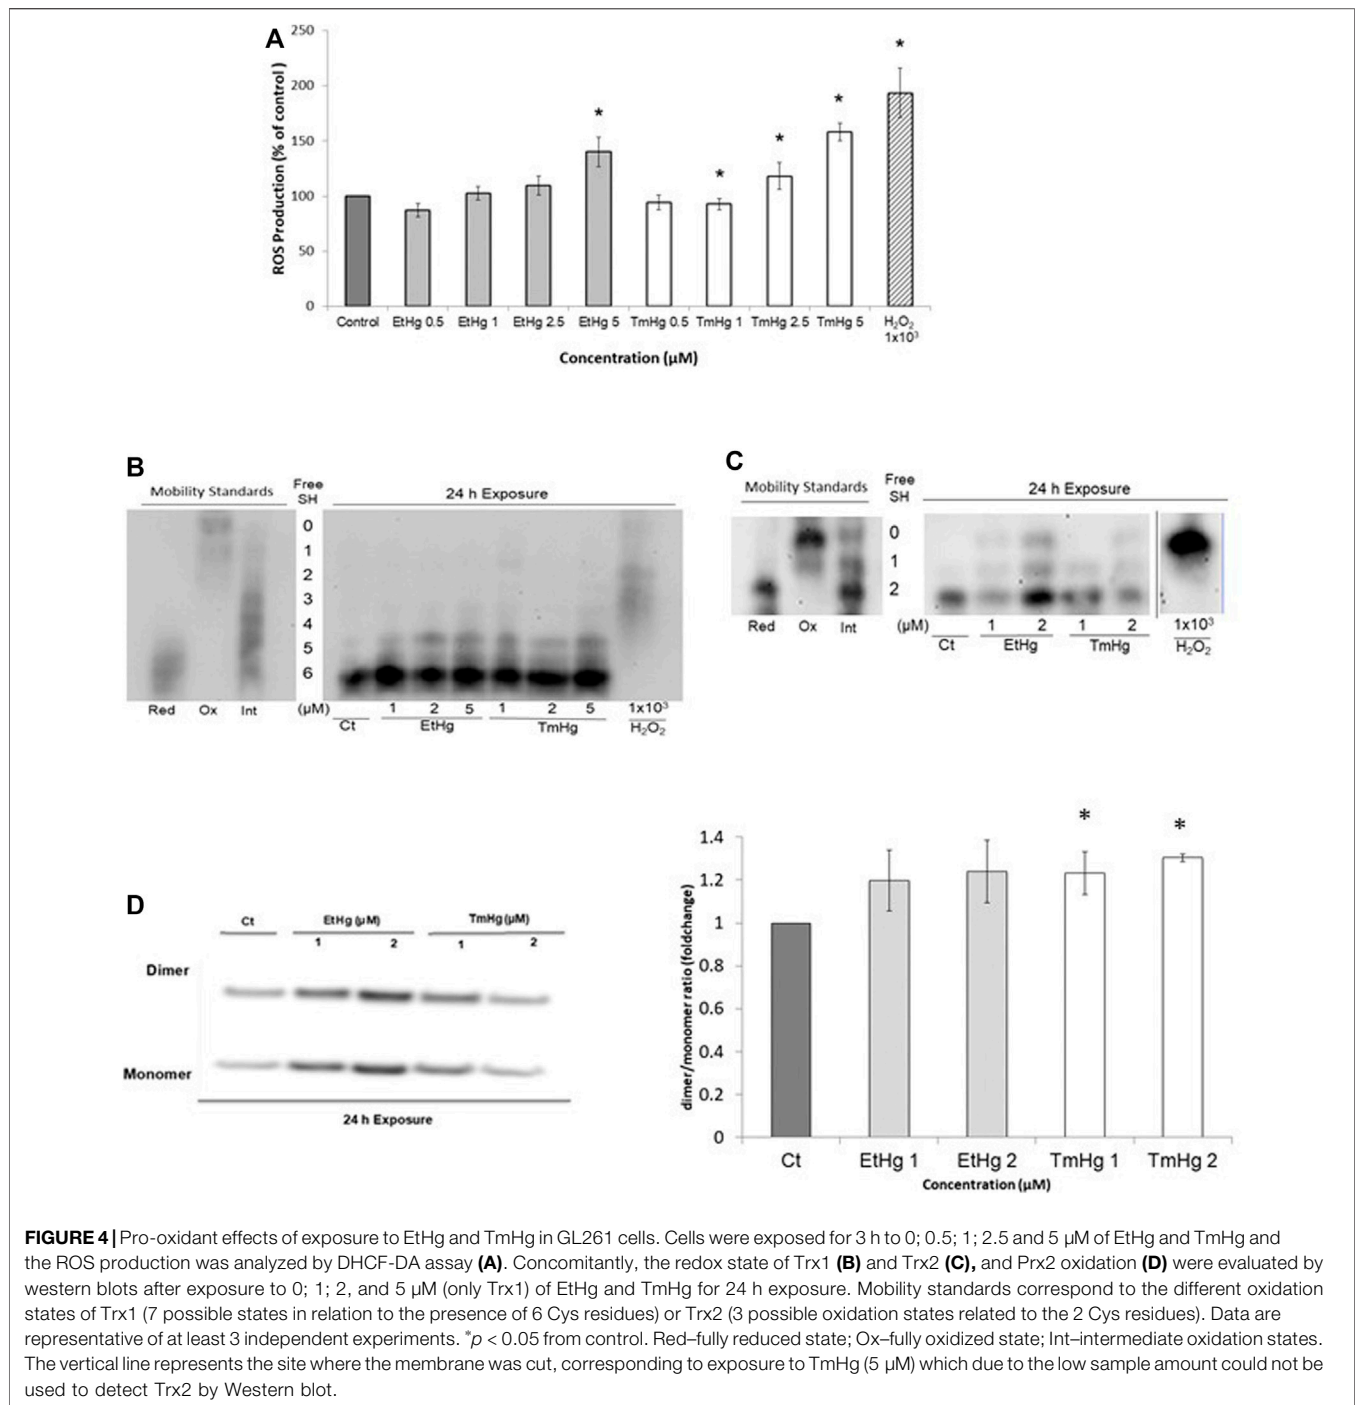 A
ROS Production (% of control )
250
200
150
100
50
0
*
*
*
*
*
Control EtHg 0.5 EtHg 1 EtHg 2.5 EtHg 5 TmHg 0.5 TmHg 1 TmHg 2.5 TmHg 5 H₂O₂
1x10³
Concentration (µM)
B
Mobility Standards
Free
SH
24 h Exposure
0
1
2
3
4
5
6
Red Ox Int (µM) 1 2 5 1 2 5 1x10³
Ct EtHg TmHg H₂O₂
C
Mobility Standards
Free
SH
24 h Exposure
0
1
2
Red Ox Int (µM) 1 2 1 2 1x10³
Ct EtHg TmHg H₂O₂
D
Ct EtHg (µM) TmHg (µM)
1 2 1 2
Dimer
Monomer
24 h Exposure
dimer/monomer ratio (foldchange)
1.4
1.2
1
0.8
0.6
0.4
0.2
0
*
*
Ct EtHg 1 EtHg 2 TmHg 1 TmHg 2
Concentration (µM)
FIGURE 4 | Pro-oxidant effects of exposure to EtHg and TmHg in GL261 cells. Cells were exposed for 3 h to 0; 0.5; 1; 2.5 and 5 µM of EtHg and TmHg and
the ROS production was analyzed by DHCF-DA assay (A). Concomitantly, the redox state of Trx1 (B) and Trx2 (C), and Prx2 oxidation (D) were evaluated by
western blots after exposure to 0; 1; 2, and 5 µM (only Trx1) of EtHg and TmHg for 24 h exposure. Mobility standards correspond to the different oxidation
states of Trx1 (7 possible states in relation to the presence of 6 Cys residues) or Trx2 (3 possible oxidation states related to the 2 Cys residues). Data are
representative of at least 3 independent experiments. *p < 0.05 from control. Red–fully reduced state; Ox–fully oxidized state; Int–intermediate oxidation states.
The vertical line represents the site where the membrane was cut, corresponding to exposure to TmHg (5 µM) which due to the low sample amount could not be
used to detect Trx2 by Western blot.